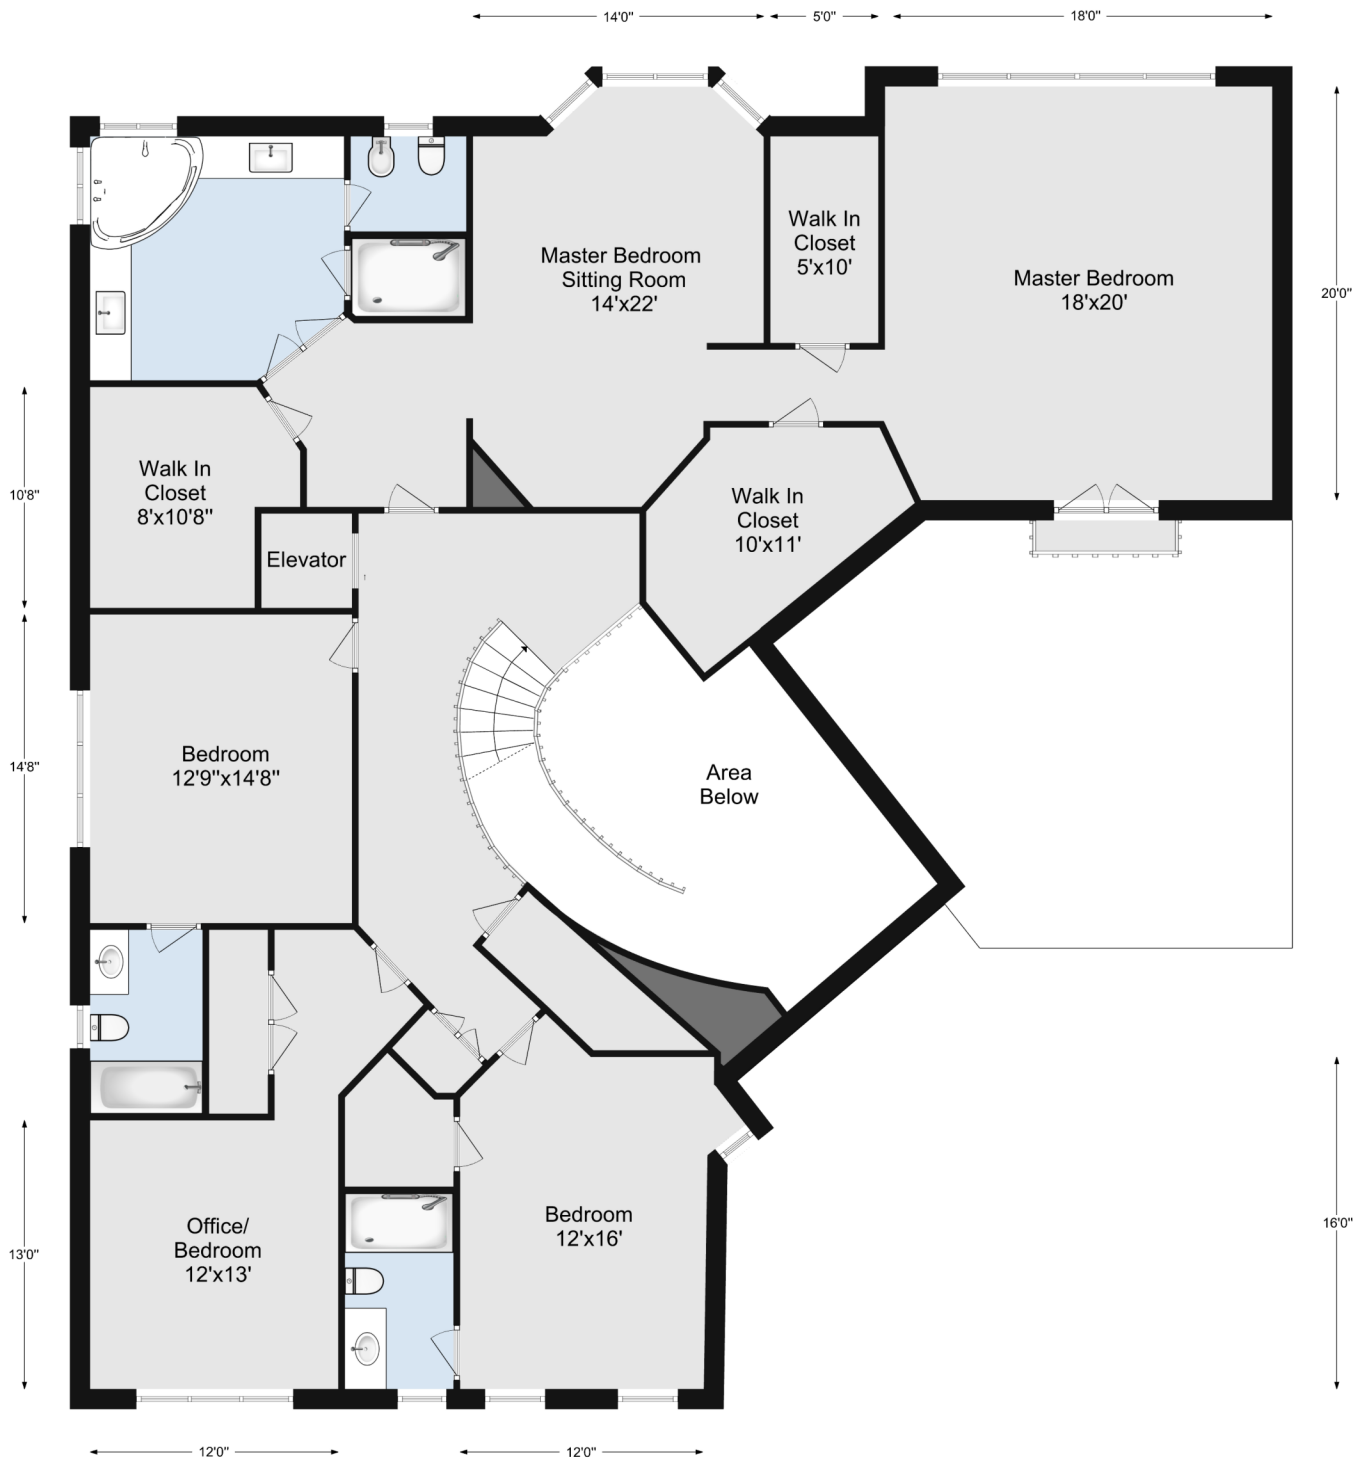 14'0"
5'0"
18'0"
Walk In
Closet
5'x10'
Master Bedroom
Sitting Room
14'x22'
Master Bedroom
18'x20'
20'0"
10'8"
Walk In
Closet
8'x10'8"
Walk In
Closet
10'x11'
Elevator
Bedroom
12'9"x14'8"
14'8"
Area
Below
Office/
Bedroom
12'x13'
13'0"
Bedroom
12'x16'
16'0"
12'0"
12'0"